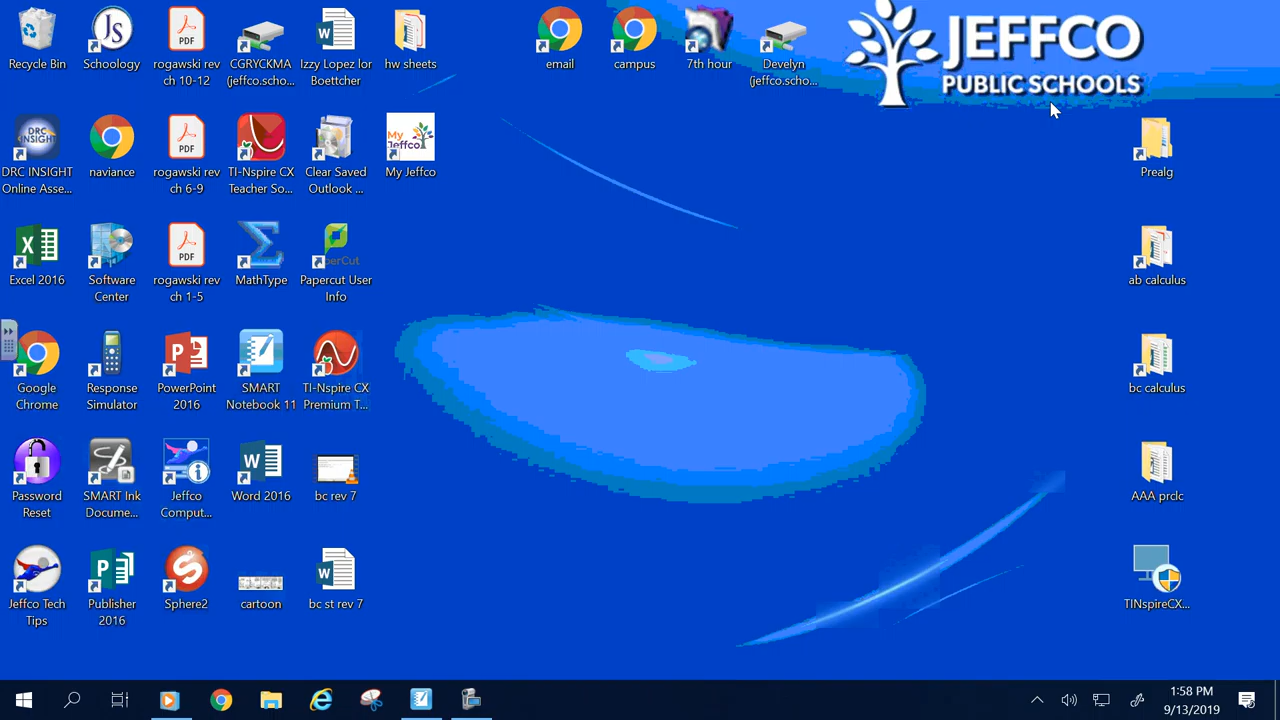 Recycle Bin
Schoology
rogawski rev
ch 10-12
CGRYCKMA
(jeffco.scho...
Izzy Lopez lor
Boettcher
hw sheets
email
campus
7th hour
Develyn
(jeffco.scho...
JEFFCO
PUBLIC SCHOOLS
DRC INSIGHT
Online Asse...
naviance
rogawski rev
ch 6-9
TI-Nspire CX
Teacher So...
Clear Saved
Outlook ...
My Jeffco
Prealg
Excel 2016
Software
Center
rogawski rev
ch 1-5
MathType
Papercut User
Info
ab calculus
Google
Chrome
Response
Simulator
PowerPoint
2016
SMART
Notebook 11
TI-Nspire CX
Premium T...
bc calculus
Password
Reset
SMART Ink
Docume...
Jeffco
Comput...
Word 2016
bc rev 7
AAA prclc
Jeffco Tech
Tips
Publisher
2016
Sphere2
cartoon
bc st rev 7
TINspireCX...
1:58 PM
9/13/2019